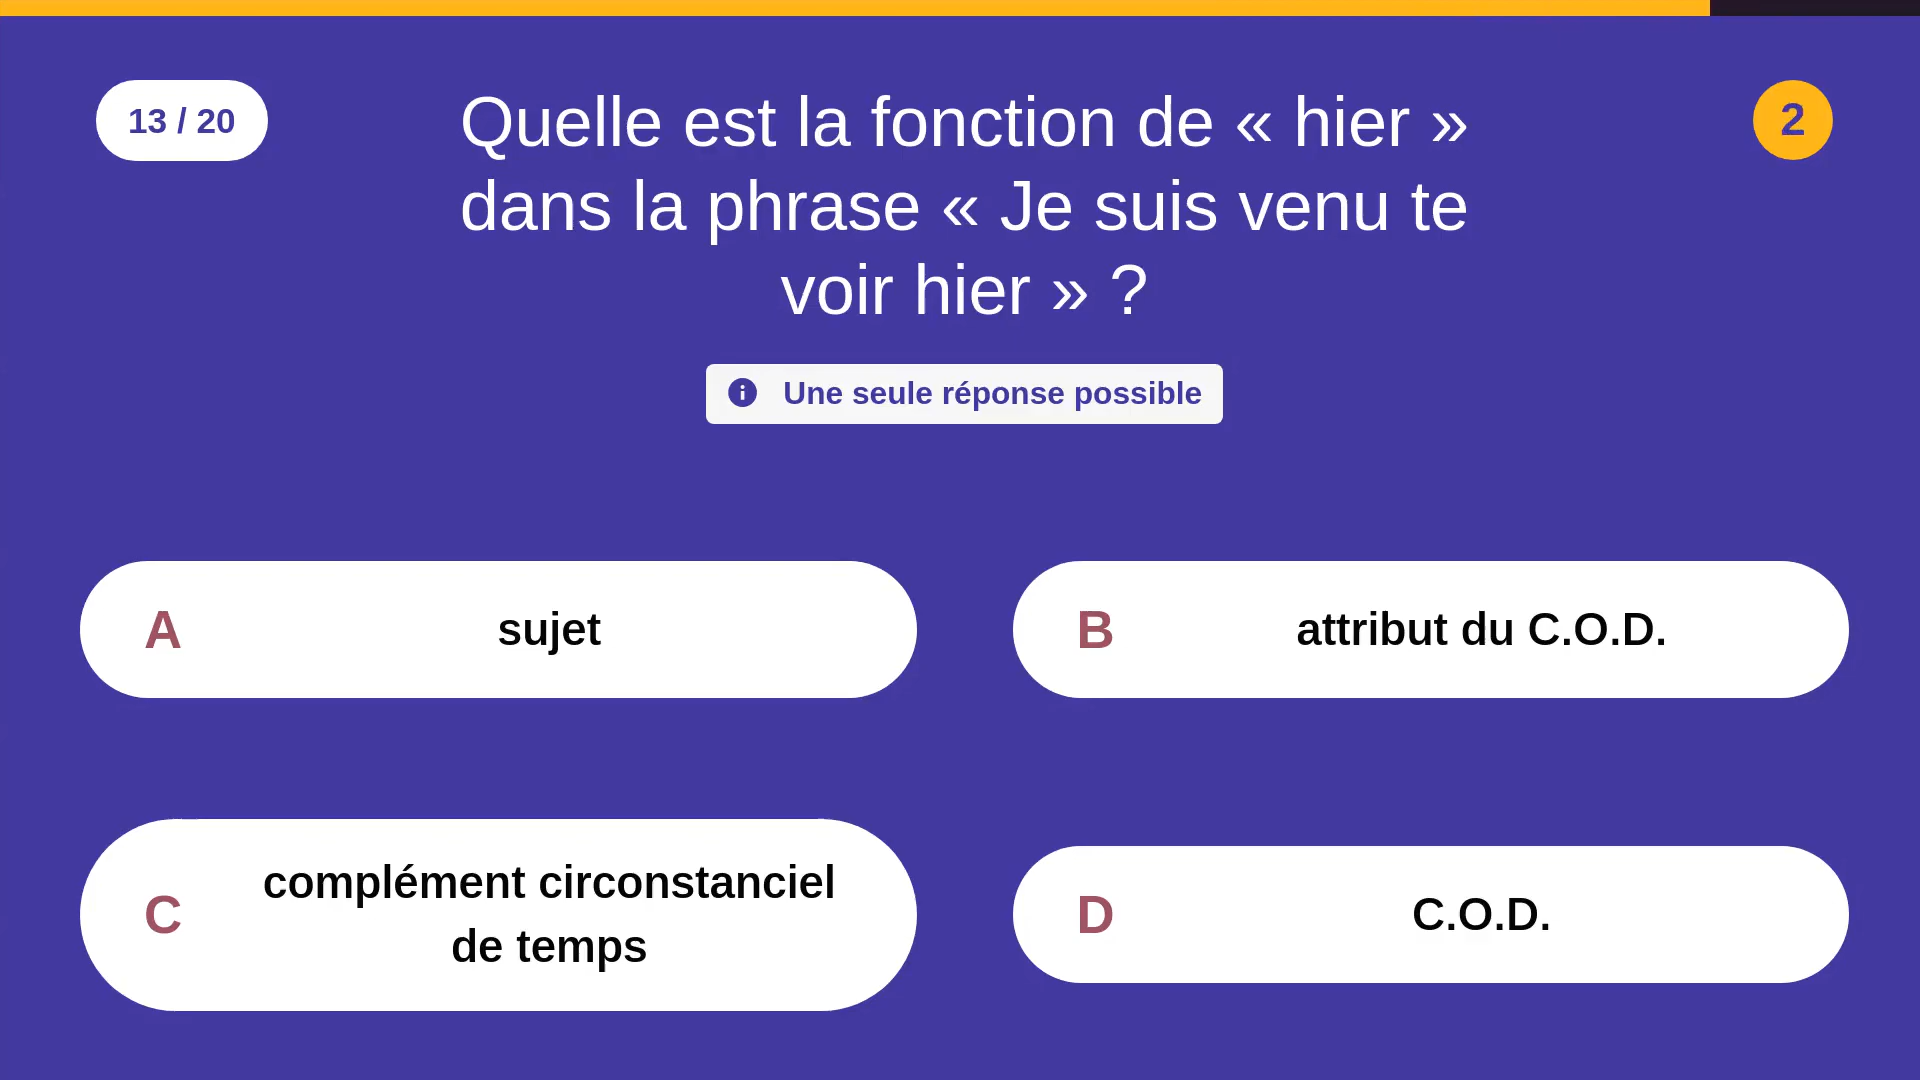 13 / 20
Quelle est la fonction de « hier »
dans la phrase « Je suis venu te
voir hier » ?
2
Une seule réponse possible
A
sujet
B
attribut du C.O.D.
C
complément circonstanciel
de temps
D
C.O.D.